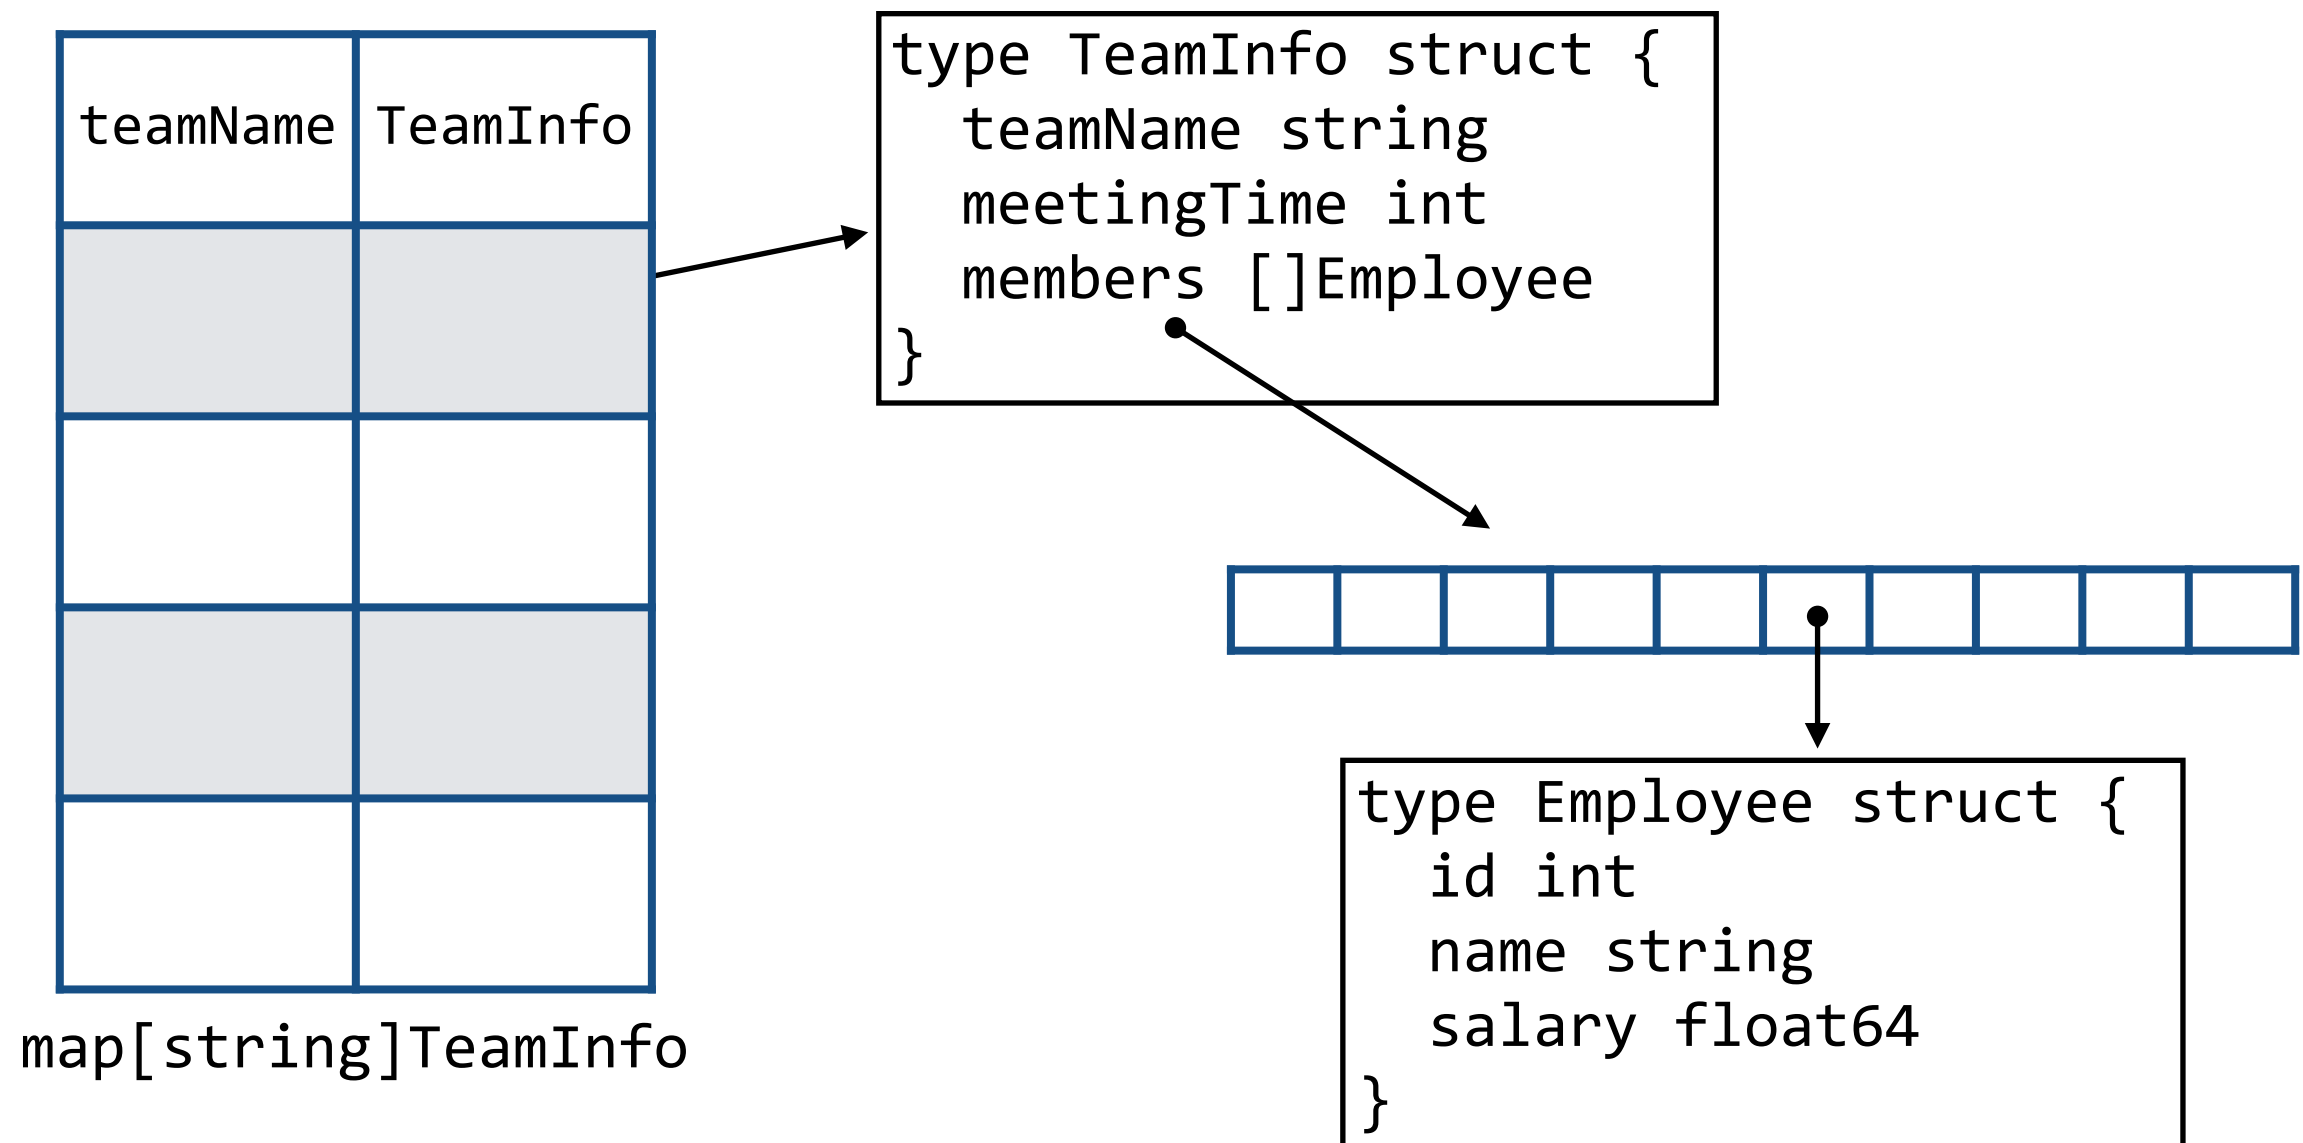 teamName TeamInfo
map[string]TeamInfo
type TeamInfo struct {
  teamName string
  meetingTime int
  members []Employee
}
type Employee struct {
  id int
  name string
  salary float64
}